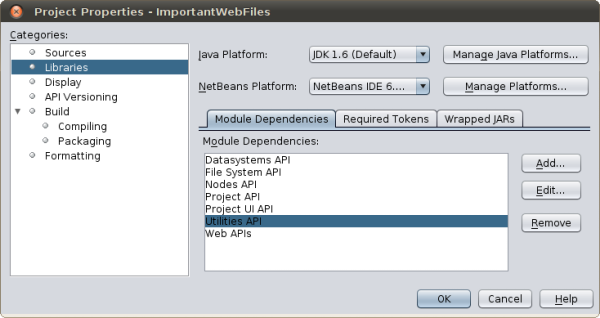 Project Properties - ImportantWebFiles
Categories:
Sources
Libraries
Display
API Versioning
Build
Compiling
Packaging
Formatting
Java Platform: JDK 1.6 (Default) Manage Java Platforms...
NetBeans Platform: NetBeans IDE 6.... Manage Platforms...
Module Dependencies Required Tokens Wrapped JARs
Module Dependencies:
Datasystems API
File System API
Nodes API
Project API
Project UI API
Utilities API
Web APIs
Add...
Edit...
Remove
OK Cancel Help